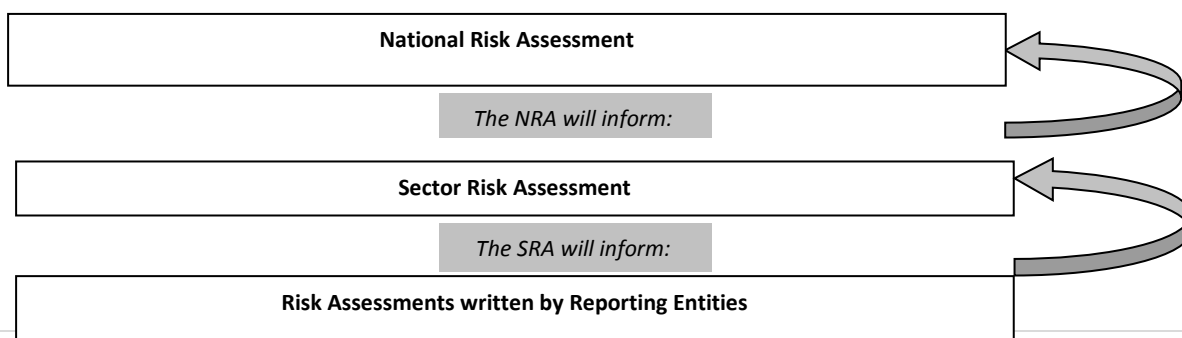 National Risk Assessment
The NRA will inform:
Sector Risk Assessment
The SRA will inform:
Risk Assessments written by Reporting Entities